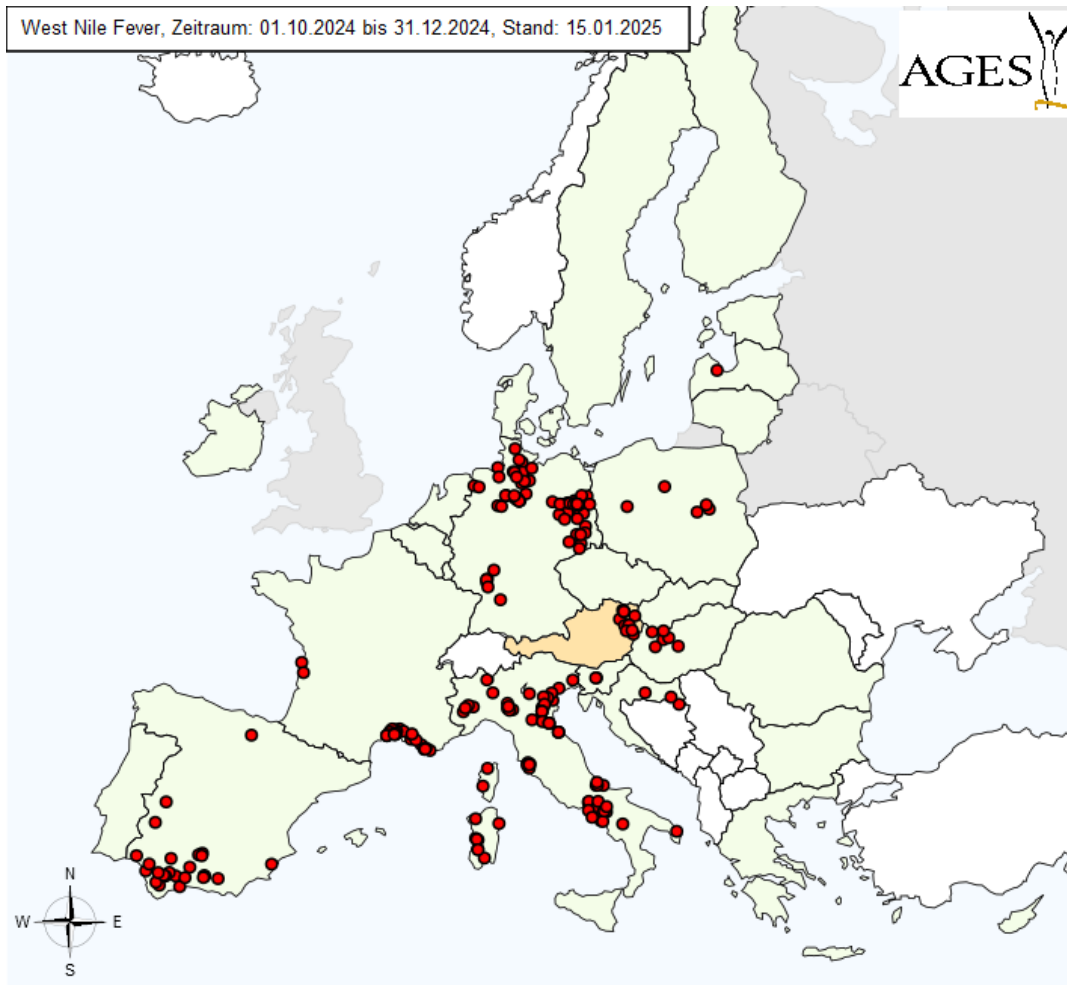 West Nile Fever, Zeitraum: 01.10.2024 bis 31.12.2024, Stand: 15.01.2025
AGES
N
W E
S